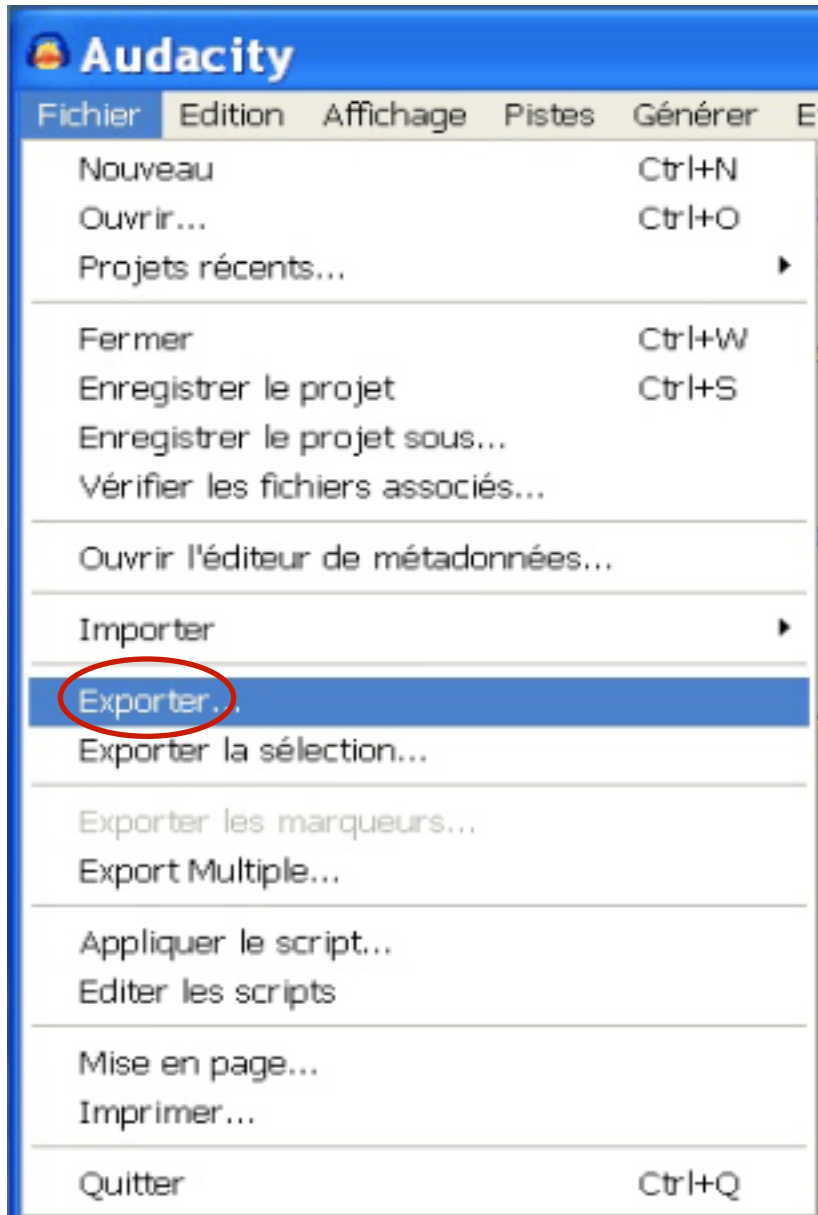 Audacity
Fichier Edition Affichage Pistes Générer
Nouveau Ctrl+N
Ouvrir... Ctrl+O
Projets récents...
Fermer Ctrl+W
Enregistrer le projet Ctrl+S
Enregistrer le projet sous...
Vérifier les fichiers associés...
Ouvrir l'éditeur de métadonnées...
Importer
Exporter...
Exporter la sélection...
Exporter les marqueurs...
Export Multiple...
Appliquer le script...
Editer les scripts
Mise en page...
Imprimer...
Quitter Ctrl+Q